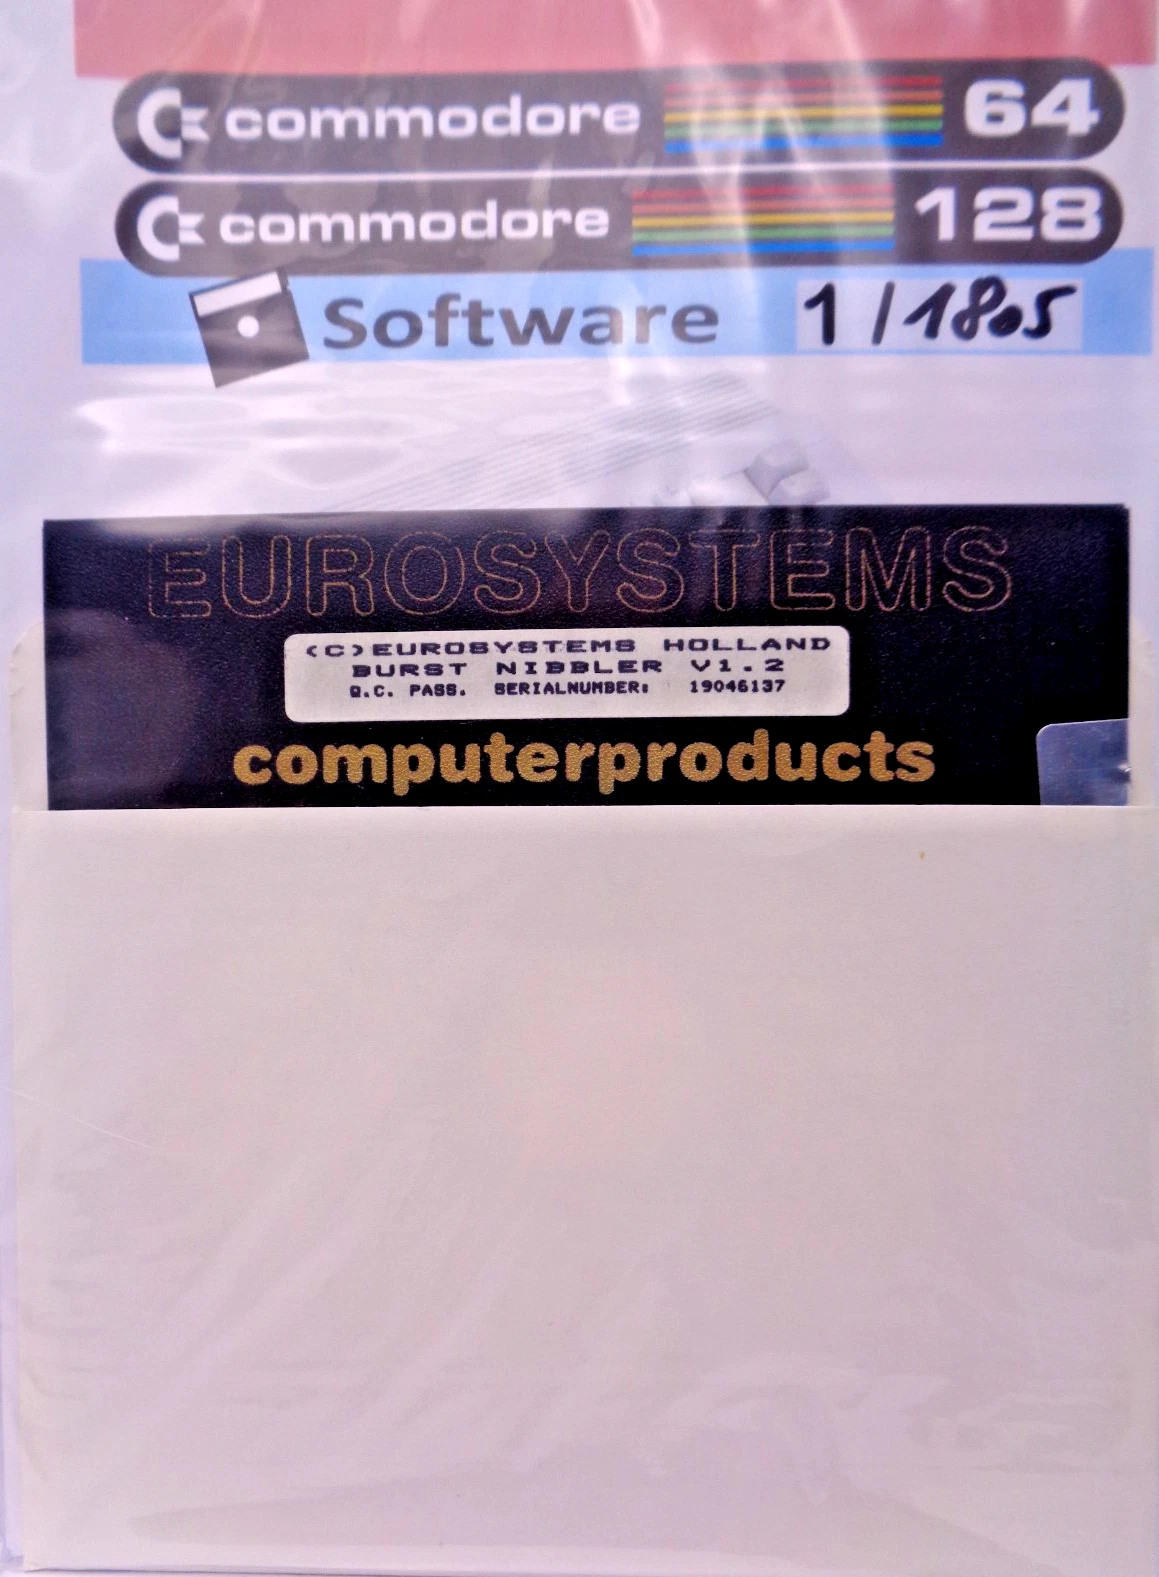 commodore 64
commodore 128
Software 1/1805
EUROSYSTEMS
(C)EUROSYSTEMS HOLLAND
BURST NIBBLER V1.2
Q.C. PASS. SERIALNUMBER: 19046137
computerproducts